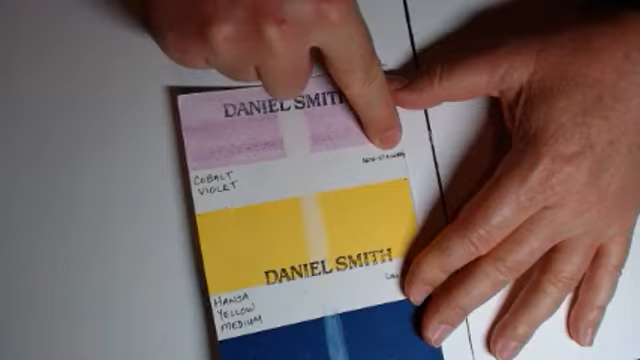 DANIEL SMITH
COBALT
VIOLET
NON-STAINING
DANIEL SMITH
HANSA
YELLOW
MEDIUM